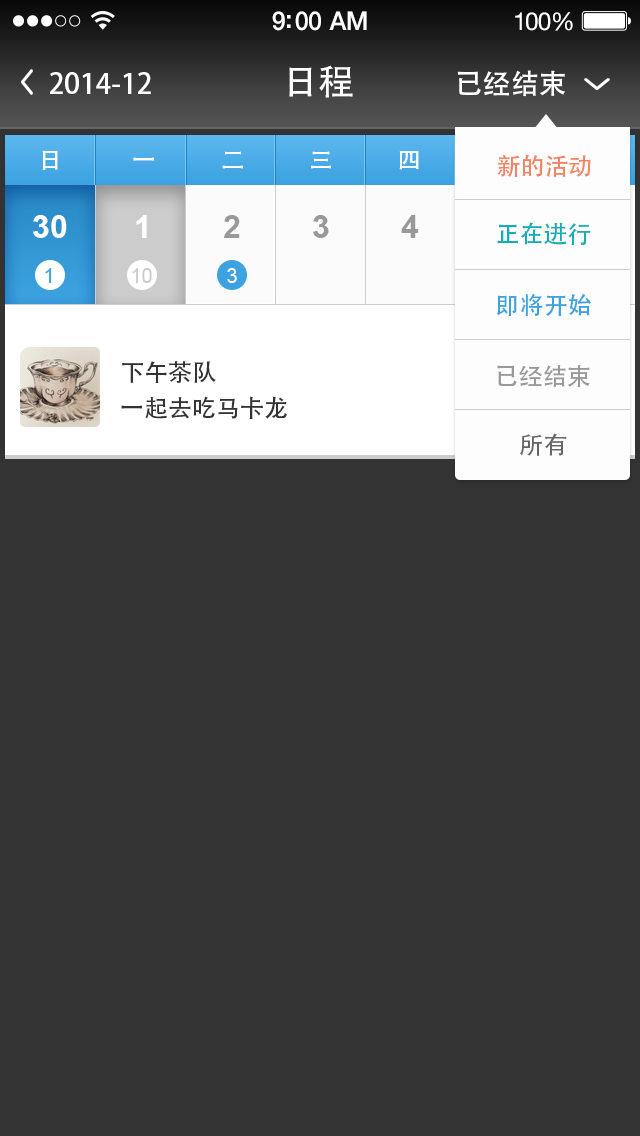 9:00 AM 100%
2014-12 日程 已经结束
日 一 二 三 四
30 1 2 3 4
1 10 3
下午茶队
一起去吃马卡龙
新的活动
正在进行
即将开始
已经结束
所有